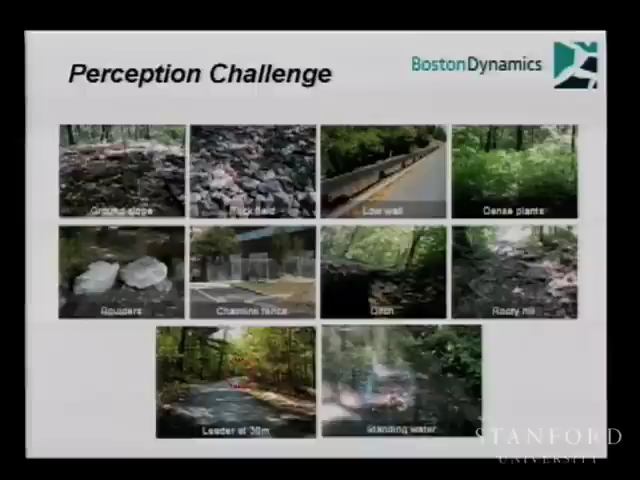 Perception Challenge
BostonDynamics
Ground slope
Rock field
Low wall
Dense plants
Boulders
Chainlink fence
Ditch
Rocky hill
Leader at 30m
Standing water
STANFORD
UNIVERSITY